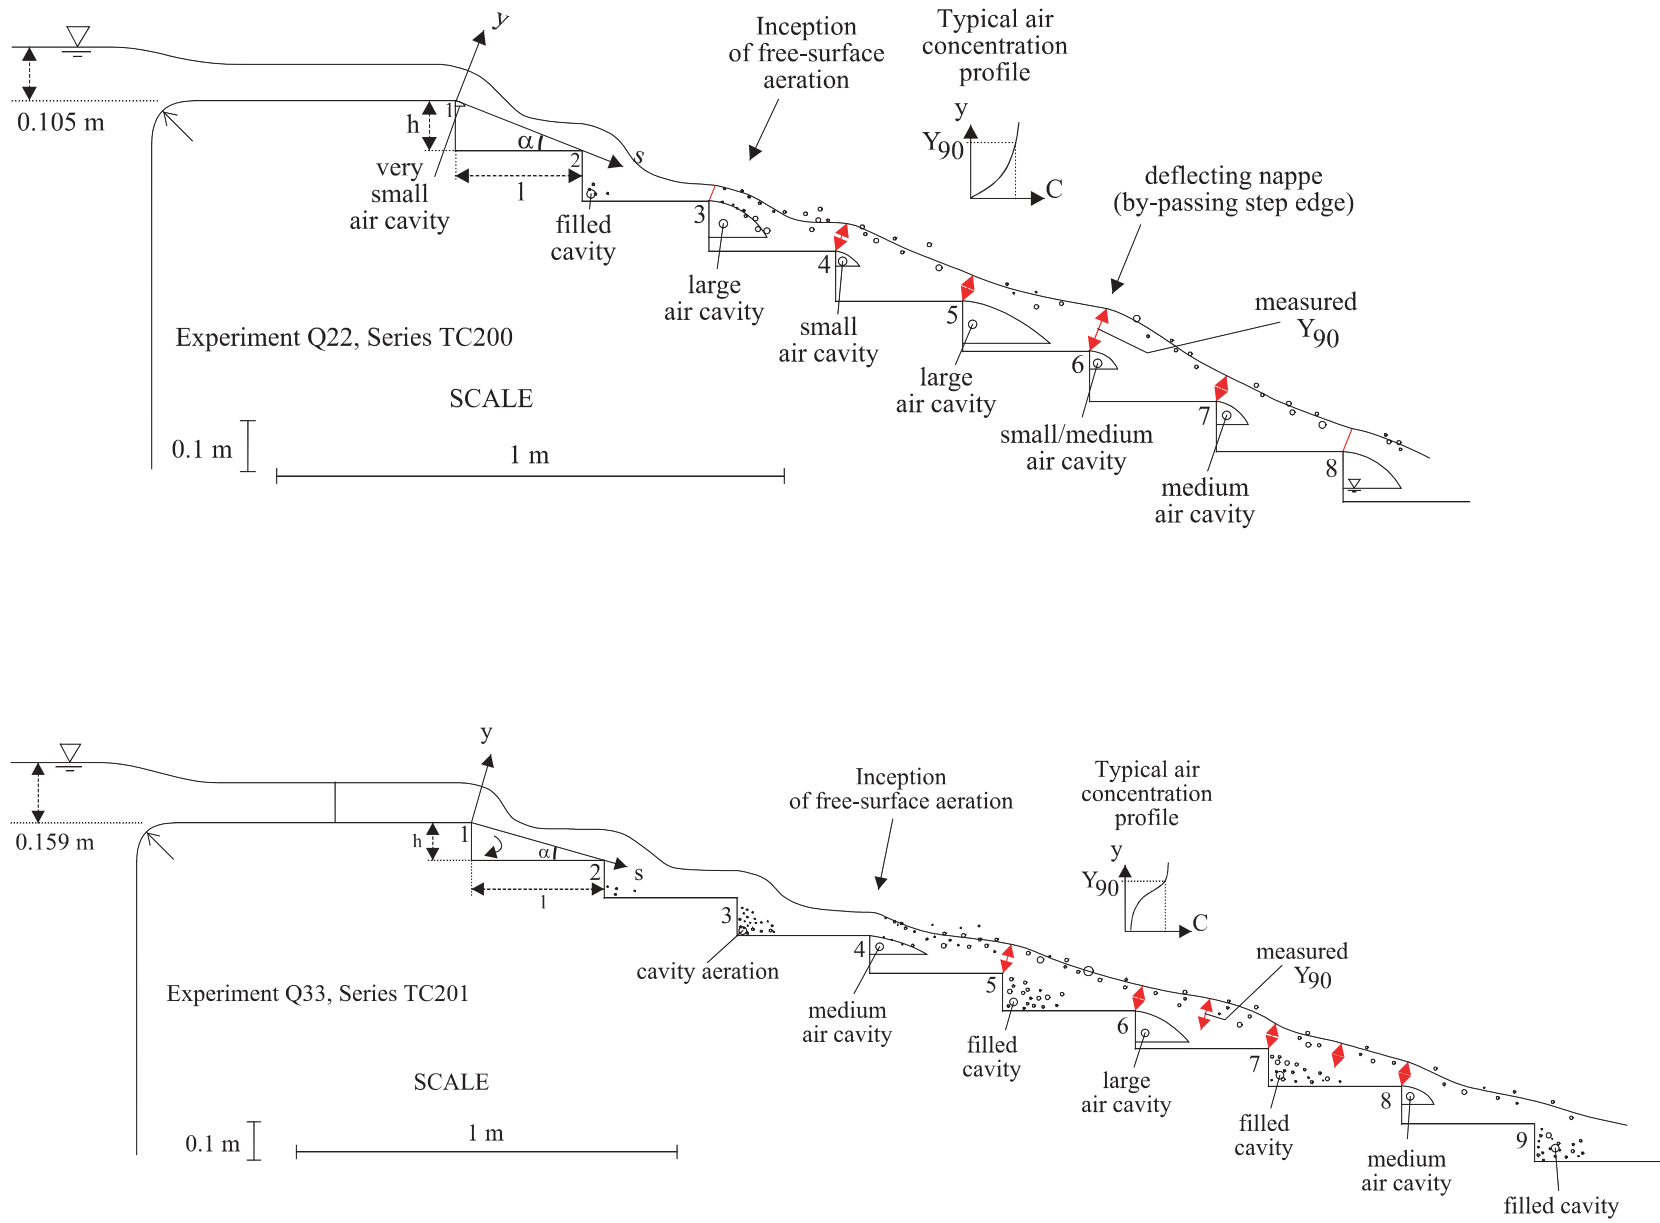 y
Inception
of free-surface
aeration
Typical air
concentration
profile
y
Y90
C
0.105 m
h
1
α
2
s
l
very
small
air cavity
filled
cavity
deflecting nappe
(by-passing step edge)
3
4
5
6
7
8
large
air cavity
small
air cavity
large
air cavity
measured
Y90
small/medium
air cavity
medium
air cavity
Experiment Q22, Series TC200
SCALE
0.1 m
1 m
y
Inception
of free-surface aeration
Typical air
concentration
profile
y
Y90
C
0.159 m
h
1
α
2
s
l
3
4
5
6
7
8
9
cavity aeration
medium
air cavity
filled
cavity
large
air cavity
measured
Y90
filled
cavity
medium
air cavity
filled cavity
Experiment Q33, Series TC201
SCALE
0.1 m
1 m